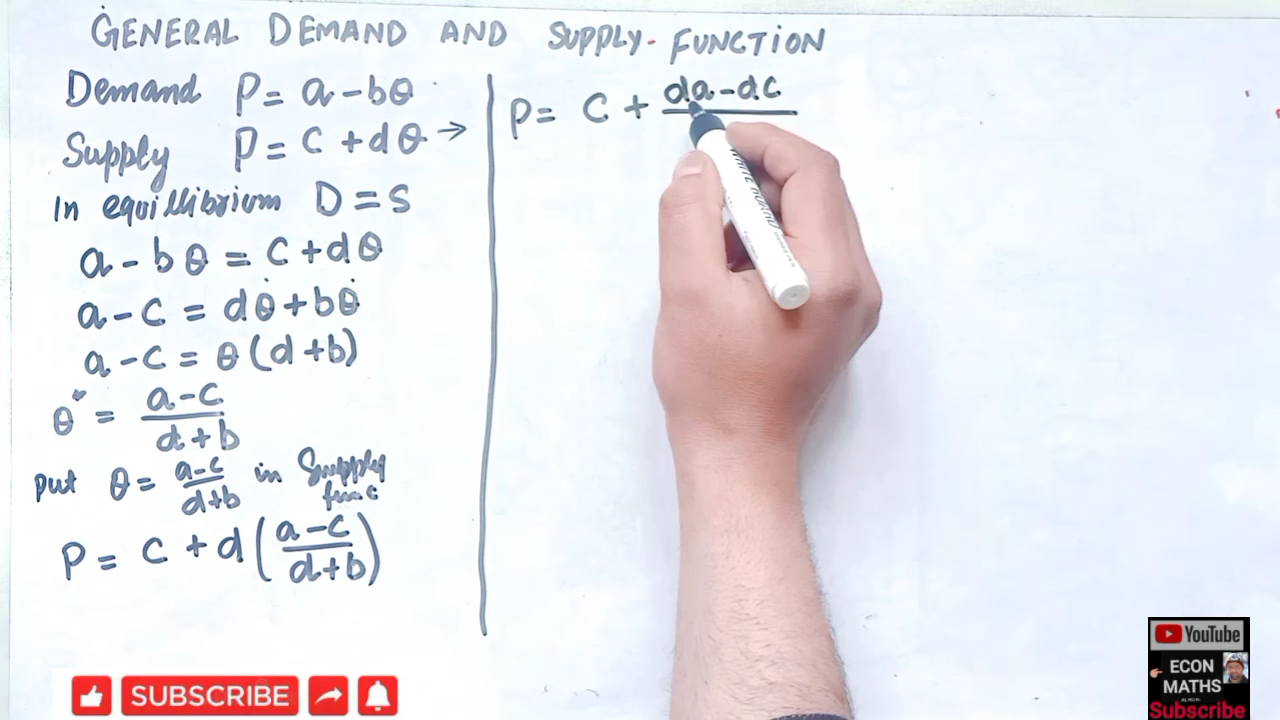 GENERAL DEMAND AND SUPPLY FUNCTION
Demand P = a - bθ
Supply P = c + dθ →
In equillibrium D = S
a - bθ = c + dθ
a - c = dθ + bθ
a - c = θ(d + b)
θ* = a-c / d+b
put θ = a-c / d+b in Supply func
P = c + d(a-c / d+b)
P = c + da-dc
SUBSCRIBE
YouTube
ECON
MATHS
Subscribe